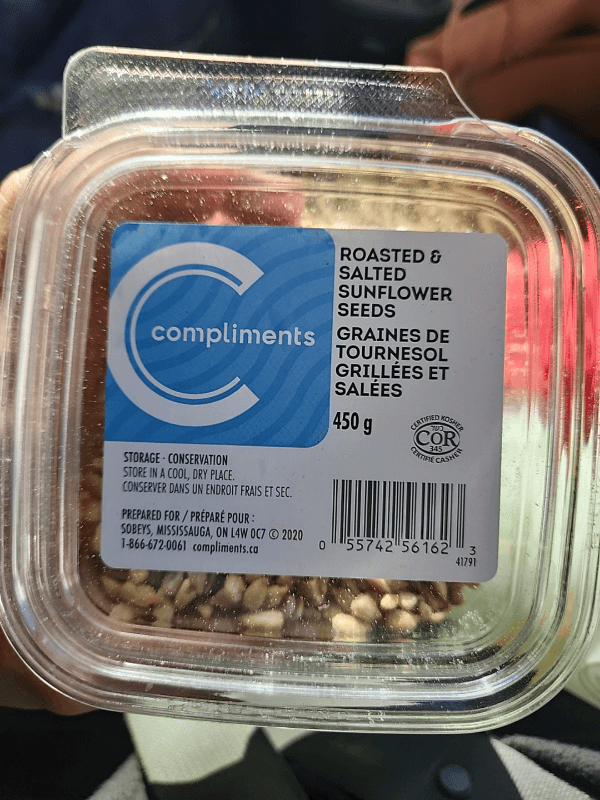 compliments
ROASTED &
SALTED
SUNFLOWER
SEEDS
GRAINES DE
TOURNESOL
GRILLÉES ET
SALÉES
450 g
CERTIFIED KOSHER
כשר
COR
345
CERTIFIÉ CASHER
STORAGE - CONSERVATION
STORE IN A COOL, DRY PLACE.
CONSERVER DANS UN ENDROIT FRAIS ET SEC.
PREPARED FOR / PRÉPARÉ POUR :
SOBEYS, MISSISSAUGA, ON L4W 0C7 © 2020
1-866-672-0061 compliments.ca
0 55742 56162 3
41791